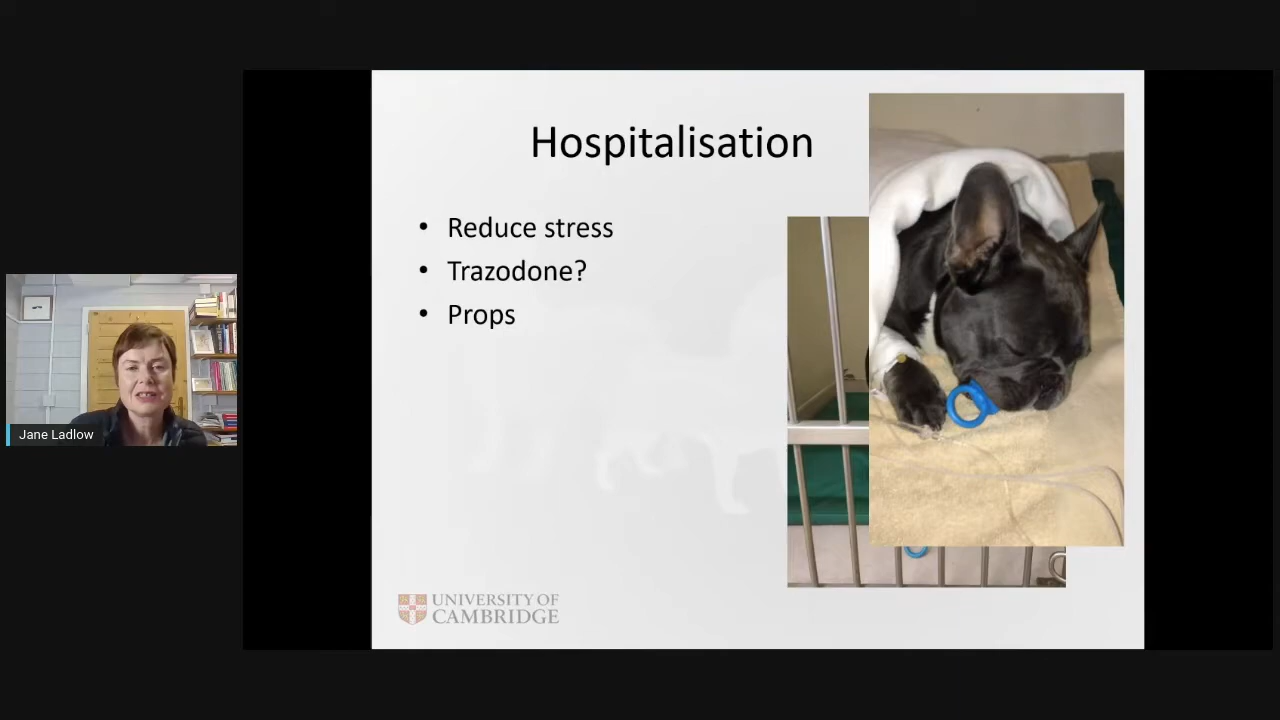 Hospitalisation
• Reduce stress
• Trazodone?
• Props
Jane Ladlow
UNIVERSITY OF
CAMBRIDGE